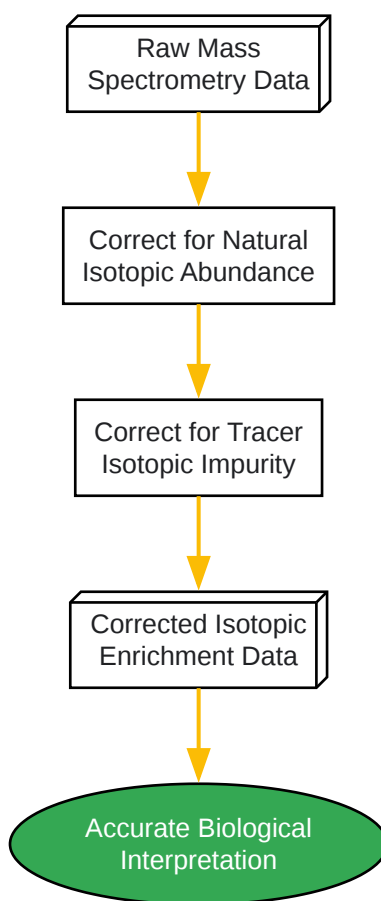 Raw Mass
Spectrometry Data
Correct for Natural
Isotopic Abundance
Correct for Tracer
Isotopic Impurity
Corrected Isotopic
Enrichment Data
Accurate Biological
Interpretation